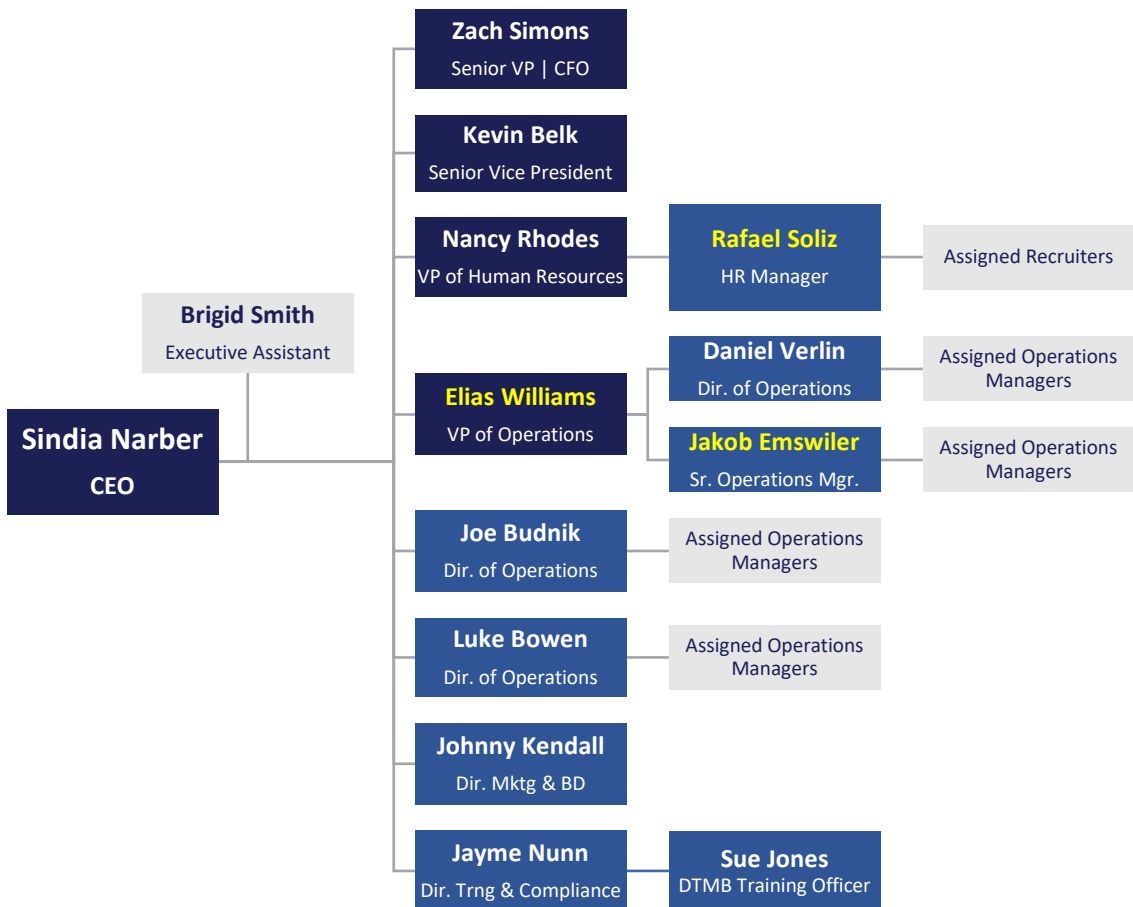 Zach Simons
Senior VP | CFO
Kevin Belk
Senior Vice President
Nancy Rhodes
VP of Human Resources
Rafael Soliz
HR Manager
Assigned Recruiters
Brigid Smith
Executive Assistant
Sindia Narber
CEO
Elias Williams
VP of Operations
Daniel Verlin
Dir. of Operations
Assigned Operations
Managers
Jakob Emswiler
Sr. Operations Mgr.
Assigned Operations
Managers
Joe Budnik
Dir. of Operations
Assigned Operations
Managers
Luke Bowen
Dir. of Operations
Assigned Operations
Managers
Johnny Kendall
Dir. Mktg & BD
Jayme Nunn
Dir. Trng & Compliance
Sue Jones
DTMB Training Officer